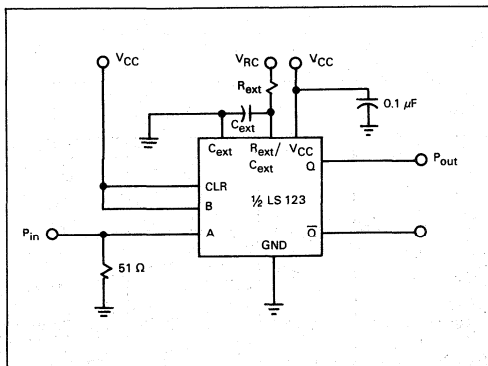 VCC
VRC
VCC
Rext
0.1 μF
Cext
Cext
Rext/
Cext
VCC
Q
Pout
CLR
B
½ LS 123
Pin
A
Q̅
GND
51 Ω